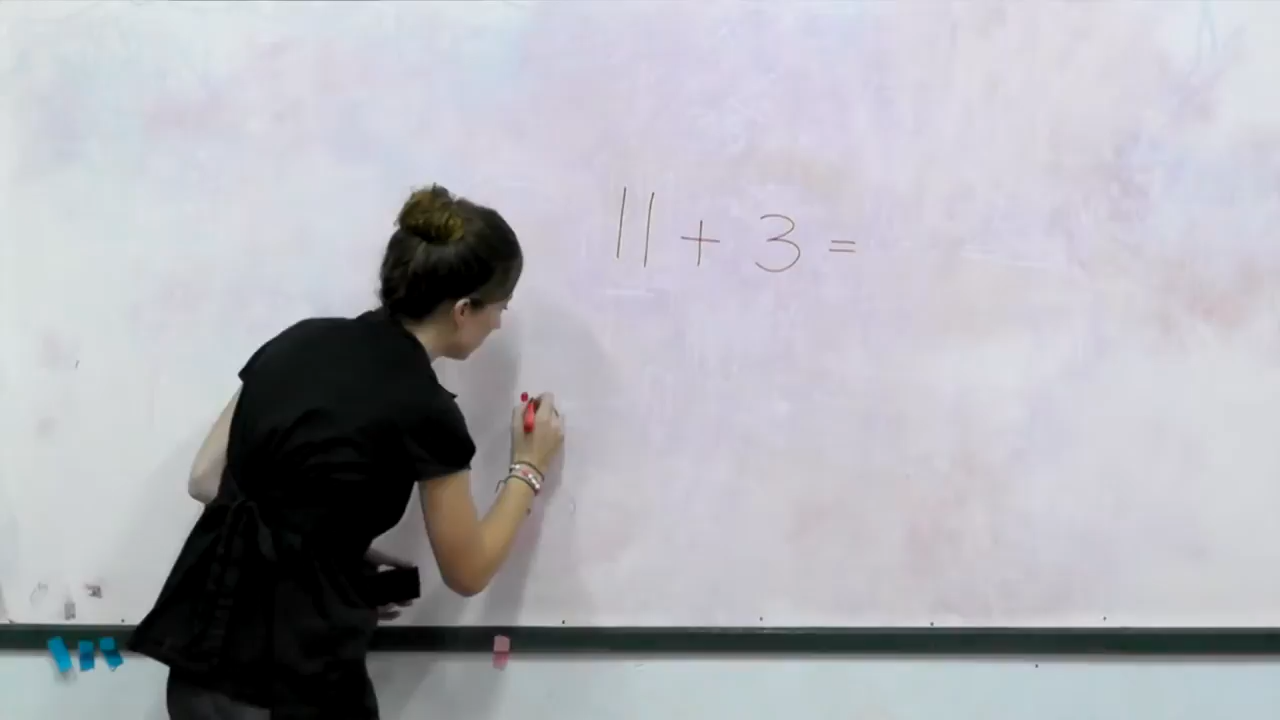 11 + 3 =